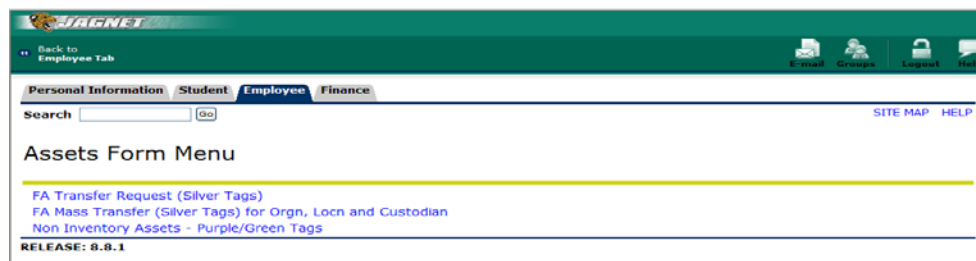 JAGNET
Back to
Employee Tab
E-mail Groups Logout Hel
Personal Information Student Employee Finance
Search Go SITE MAP HELP
Assets Form Menu
FA Transfer Request (Silver Tags)
FA Mass Transfer (Silver Tags) for Orgn, Locn and Custodian
Non Inventory Assets - Purple/Green Tags
RELEASE: 8.8.1